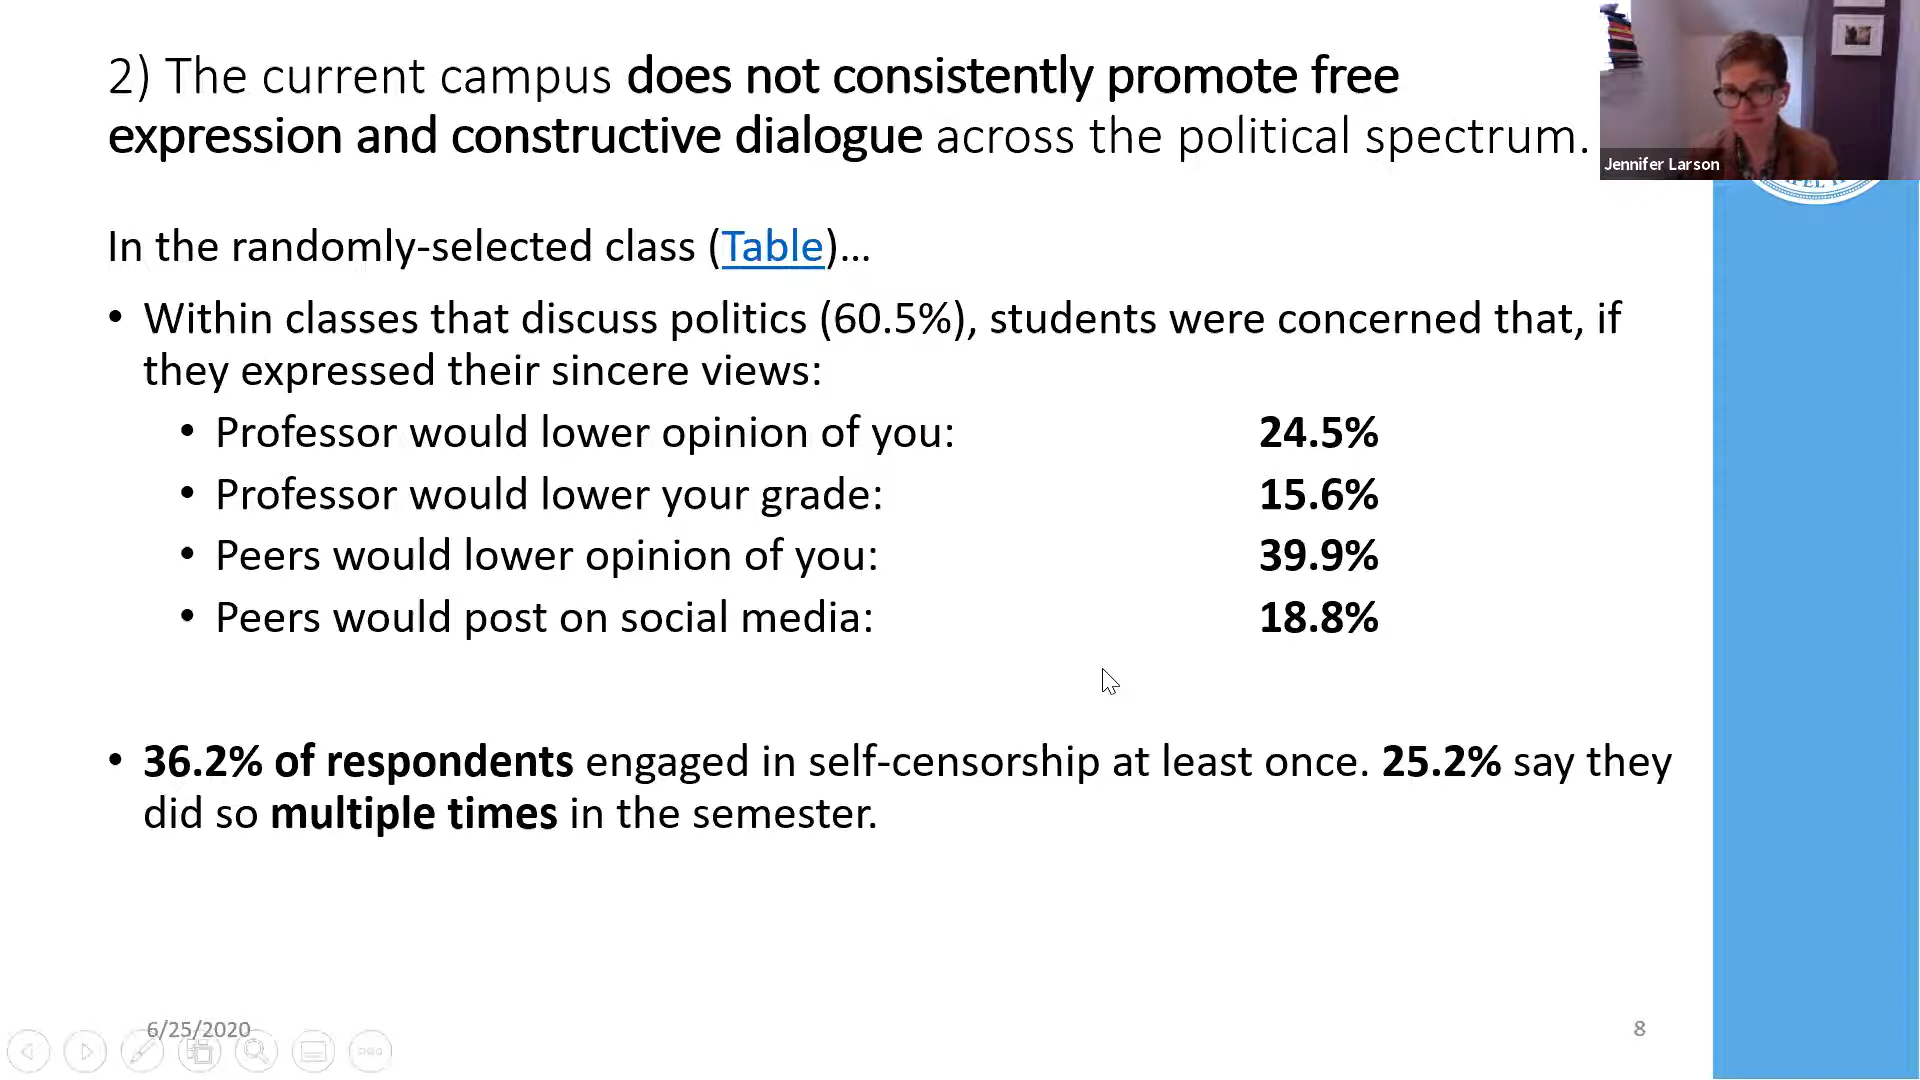 2) The current campus does not consistently promote free
expression and constructive dialogue across the political spectrum.
Jennifer Larson
In the randomly-selected class (Table)...
• Within classes that discuss politics (60.5%), students were concerned that, if
they expressed their sincere views:
• Professor would lower opinion of you: 24.5%
• Professor would lower your grade: 15.6%
• Peers would lower opinion of you: 39.9%
• Peers would post on social media: 18.8%
• 36.2% of respondents engaged in self-censorship at least once. 25.2% say they
did so multiple times in the semester.
6/25/2020
8